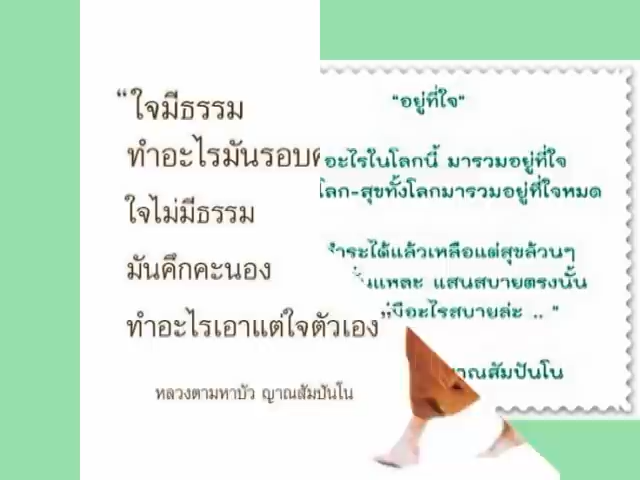 “ใจมีธรรม
ทำอะไรมันรอบ
ใจไม่มีธรรม
มันคึกคะนอง
ทำอะไรเอาแต่ใจตัวเอง”
หลวงตามหาบัว ญาณสัมปันโน
"อยู่ที่ใจ"
อะไรในโลกนี้ มารวมอยู่ที่ใจ
โลก-สุขทั้งโลกมารวมอยู่ที่ใจหมด
ชำระได้แล้วเหลือแต่สุขล้วนๆ
แหละ แสนสบายตรงนั้น
มีอะไรสบายล่ะ .. "
ญาณสัมปันโน